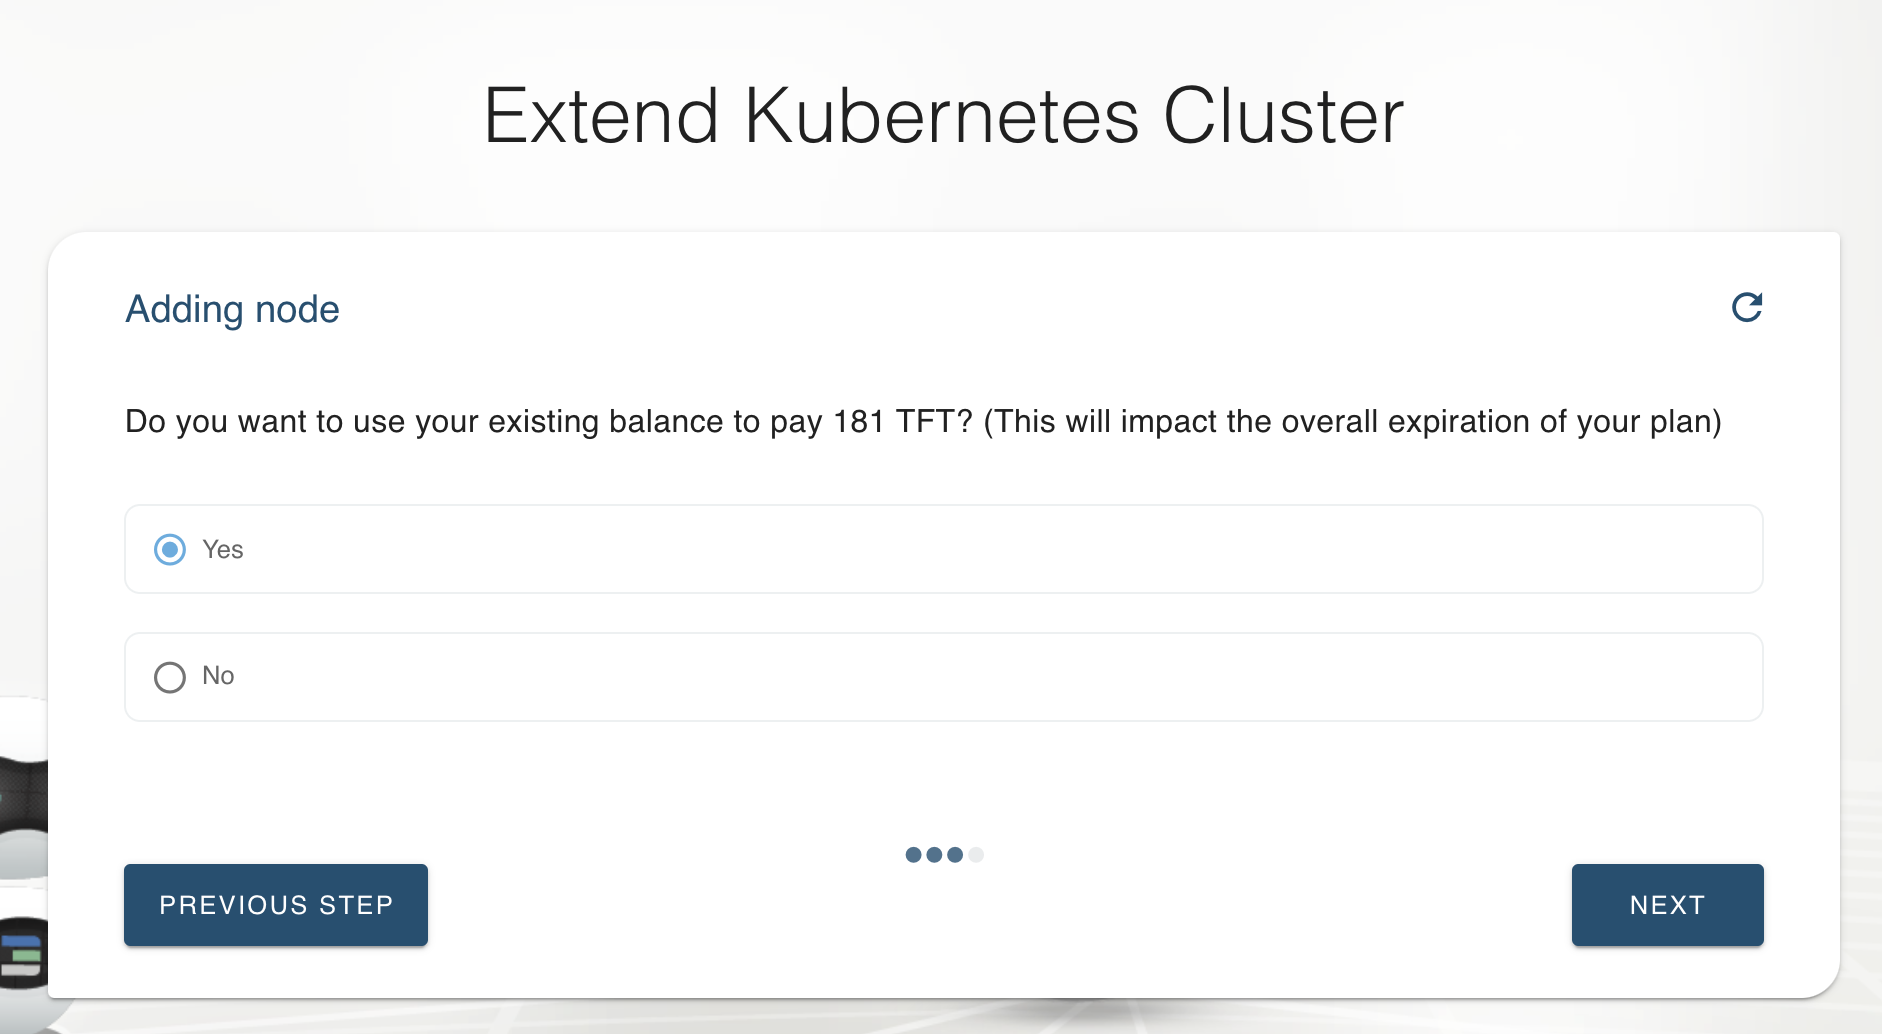 Extend Kubernetes Cluster
Adding node
Do you want to use your existing balance to pay 181 TFT? (This will impact the overall expiration of your plan)
Yes
No
PREVIOUS STEP
NEXT